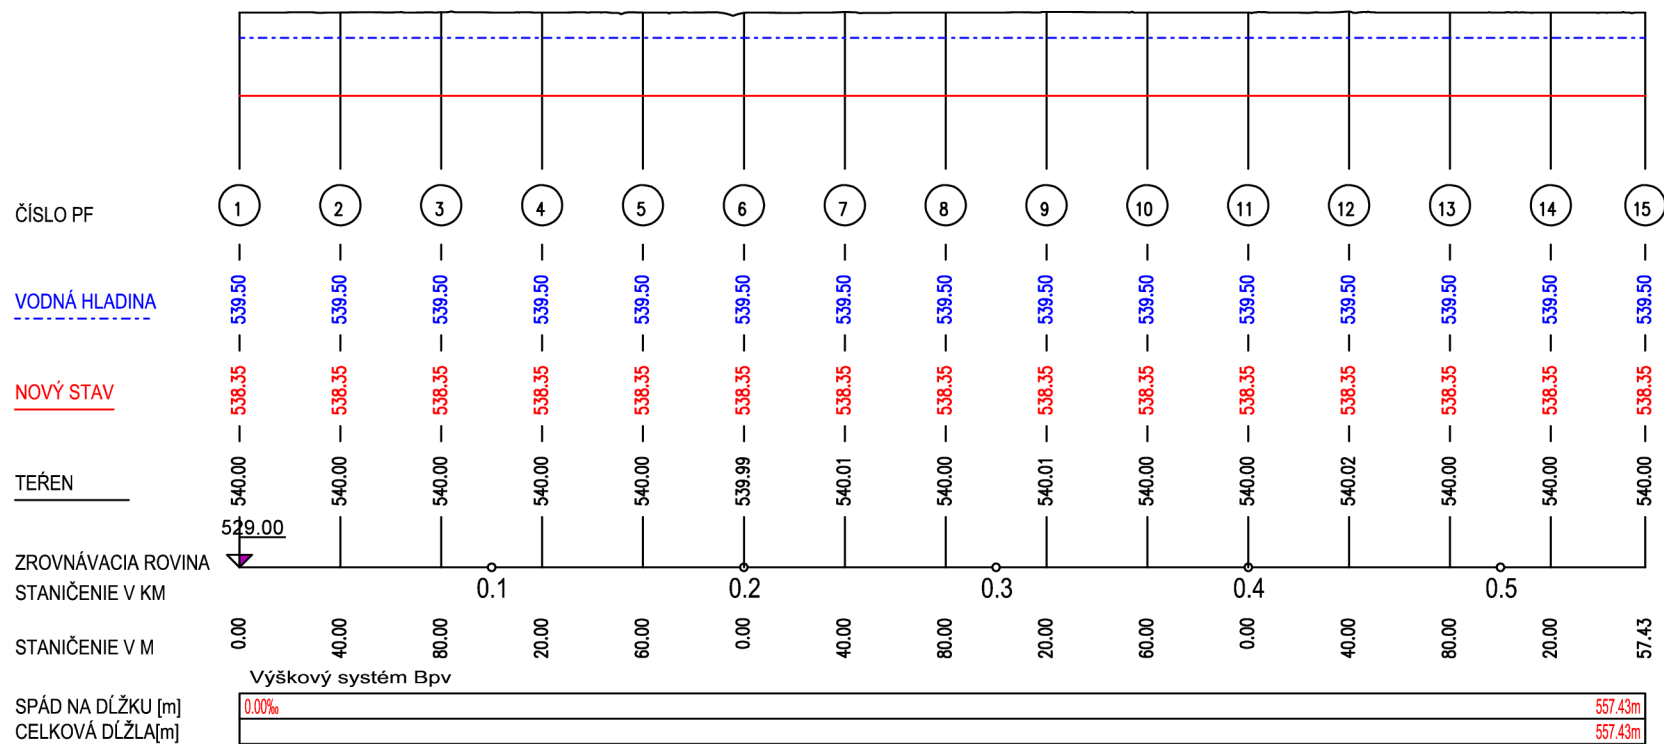 ČÍSLO PF 1 2 3 4 5 6 7 8 9 10 11 12 13 14 15
VODNÁ HLADINA 539.50 539.50 539.50 539.50 539.50 539.50 539.50 539.50 539.50 539.50 539.50 539.50 539.50 539.50 539.50
NOVÝ STAV 538.35 538.35 538.35 538.35 538.35 538.35 538.35 538.35 538.35 538.35 538.35 538.35 538.35 538.35 538.35
TEŔEN 540.00 540.00 540.00 540.00 540.00 539.99 540.01 540.00 540.01 540.00 540.00 540.02 540.00 540.00 540.00
529.00
ZROVNÁVACIA ROVINA
STANIČENIE V KM 0.1 0.2 0.3 0.4 0.5
STANIČENIE V M 0.00 40.00 80.00 20.00 60.00 0.00 40.00 80.00 20.00 60.00 0.00 40.00 80.00 20.00 57.43
Výškový systém Bpv
SPÁD NA DĹŽKU [m] 0.00‰ 557.43m
CELKOVÁ DĹŽLA[m] 557.43m